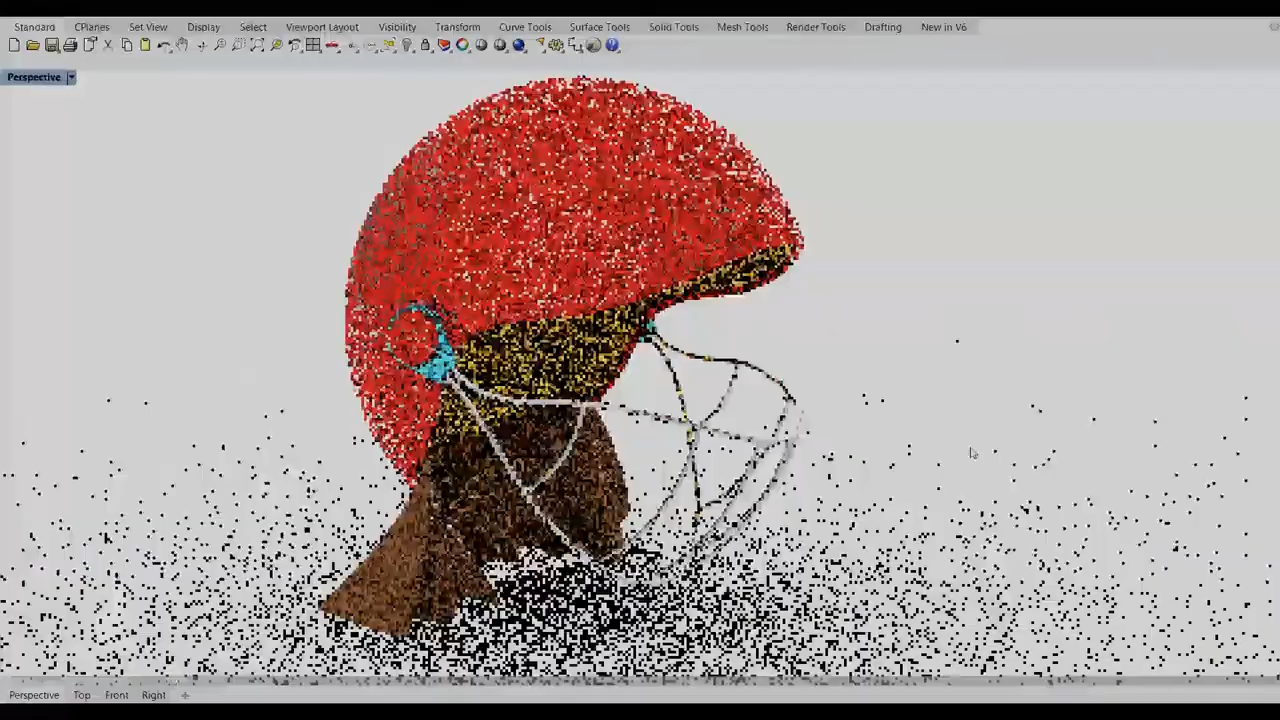 Standard CPlanes Set View Display Select Viewport Layout Visibility Transform Curve Tools Surface Tools Solid Tools Mesh Tools Render Tools Drafting New in V6
Perspective
Perspective Top Front Right